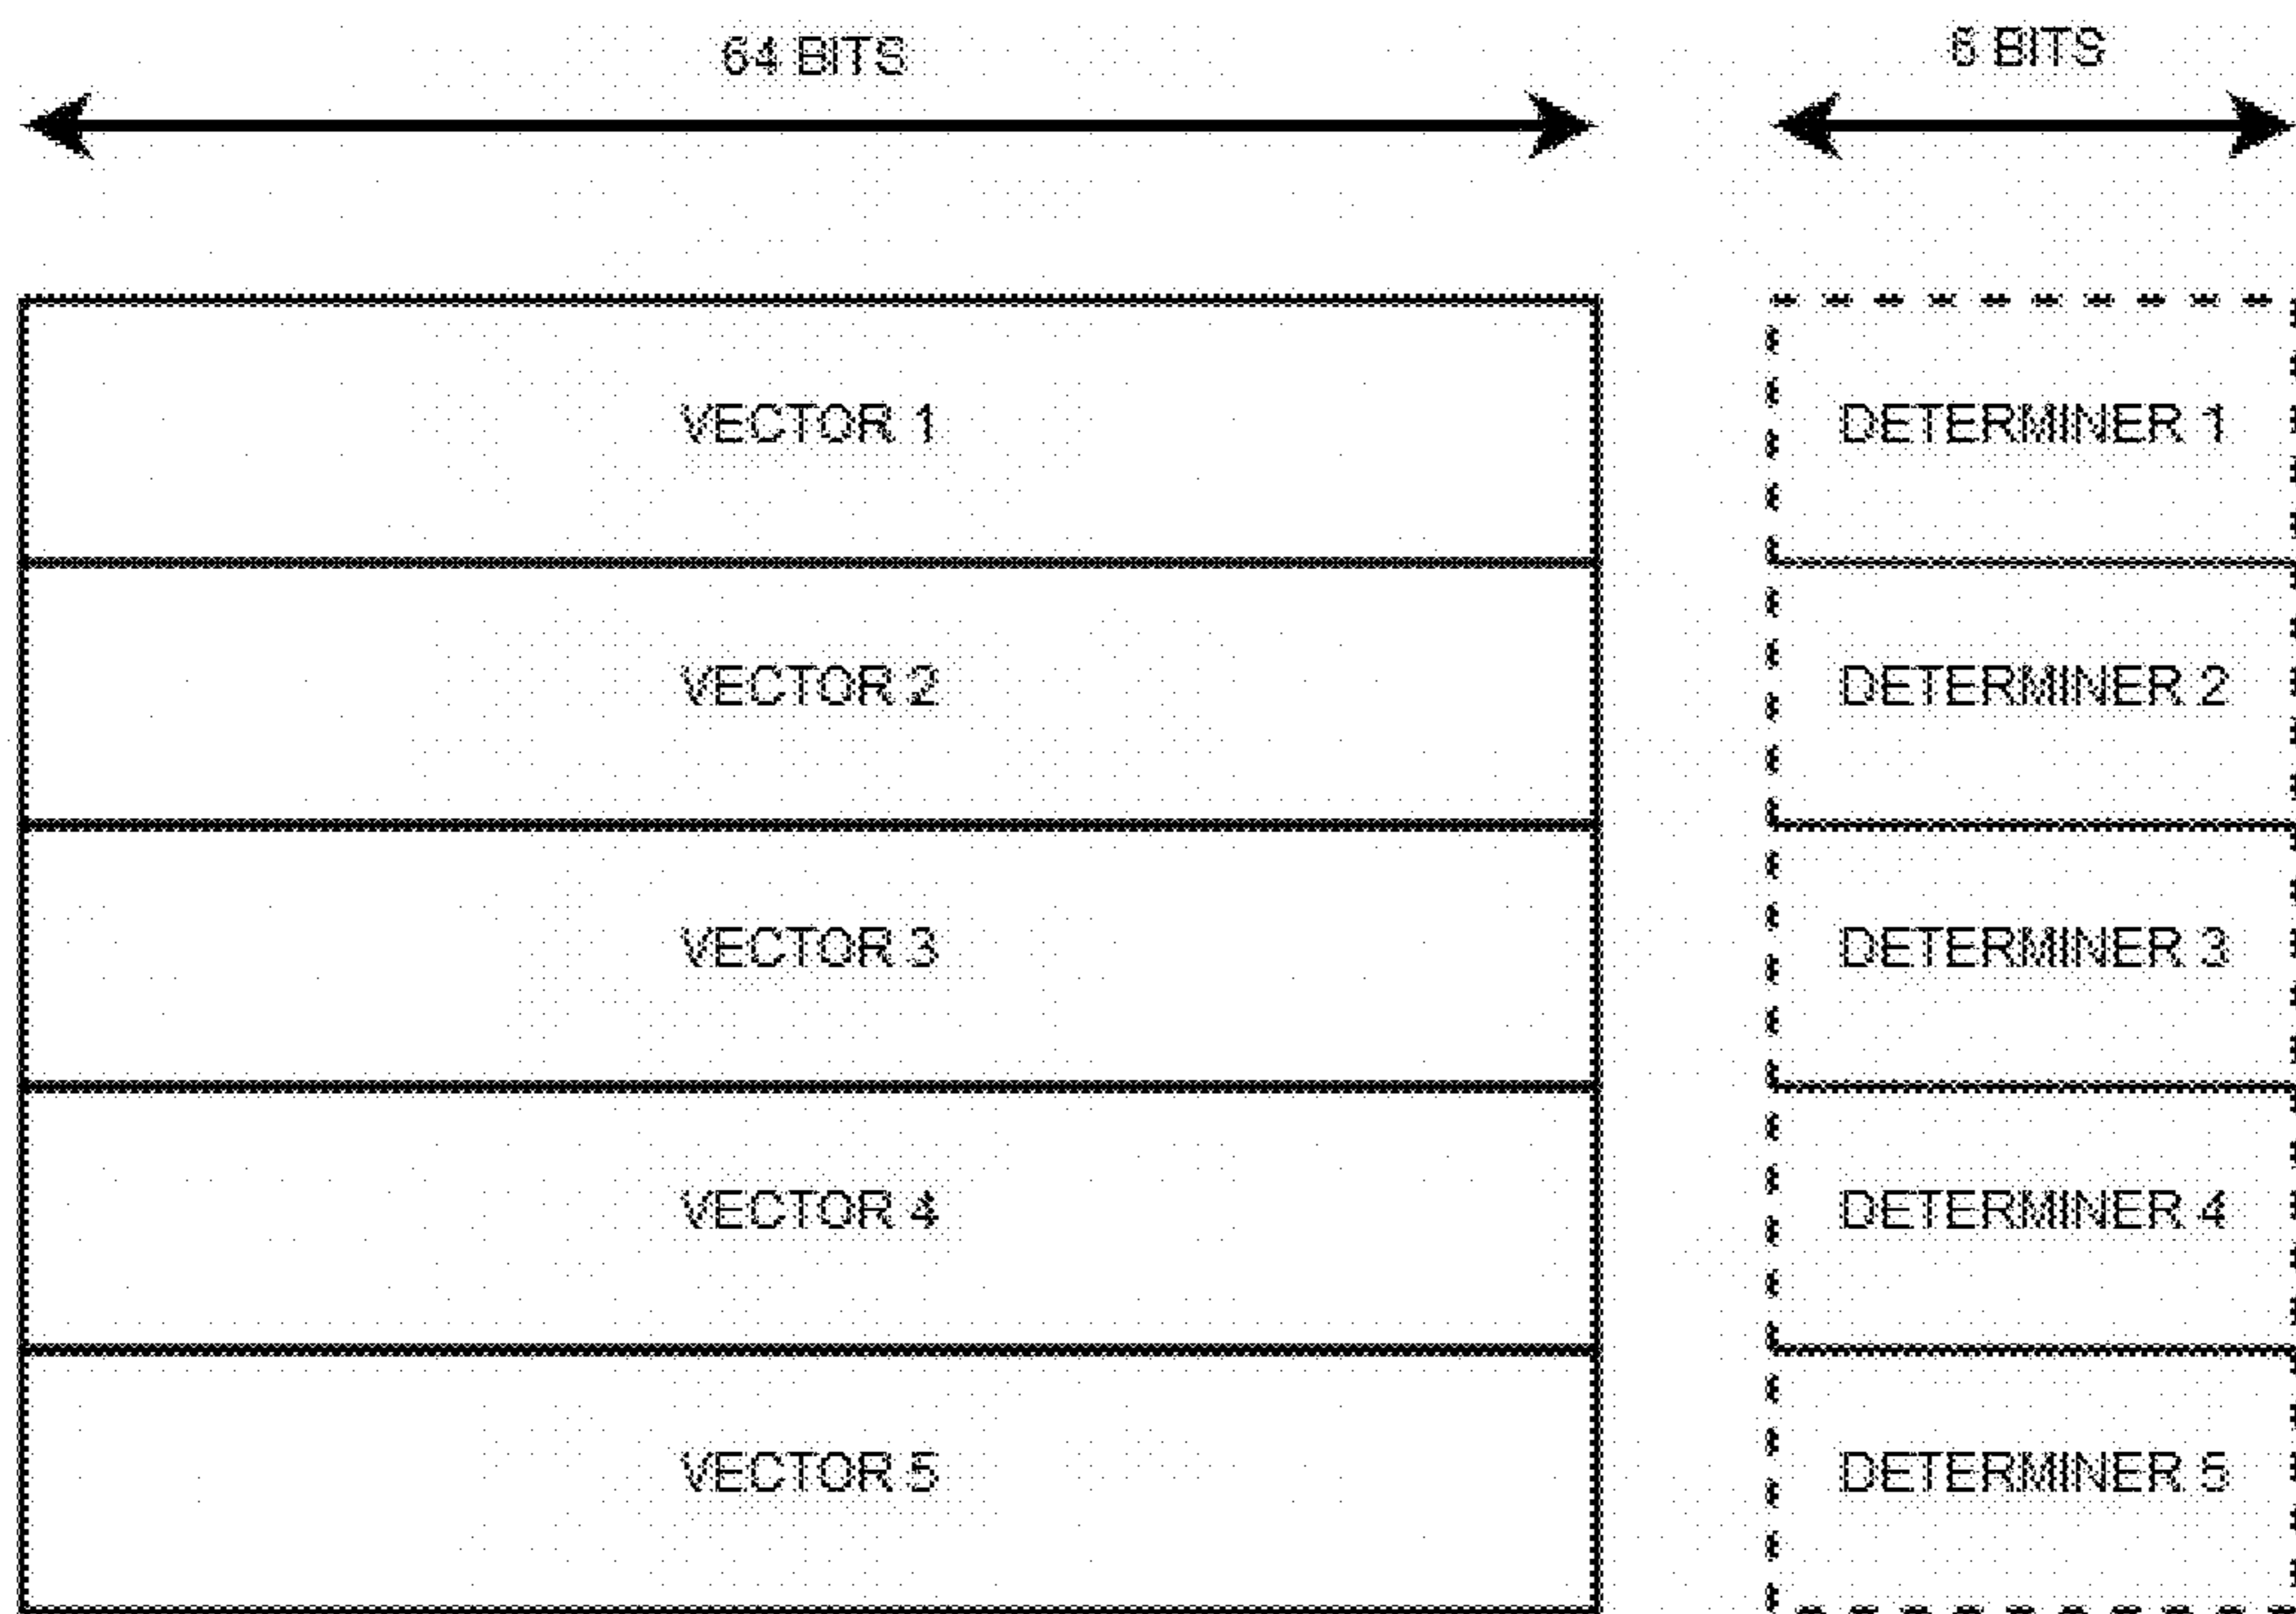 64 BITS 6 BITS
VECTOR 1 DETERMINER 1
VECTOR 2 DETERMINER 2
VECTOR 3 DETERMINER 3
VECTOR 4 DETERMINER 4
VECTOR 5 DETERMINER 5